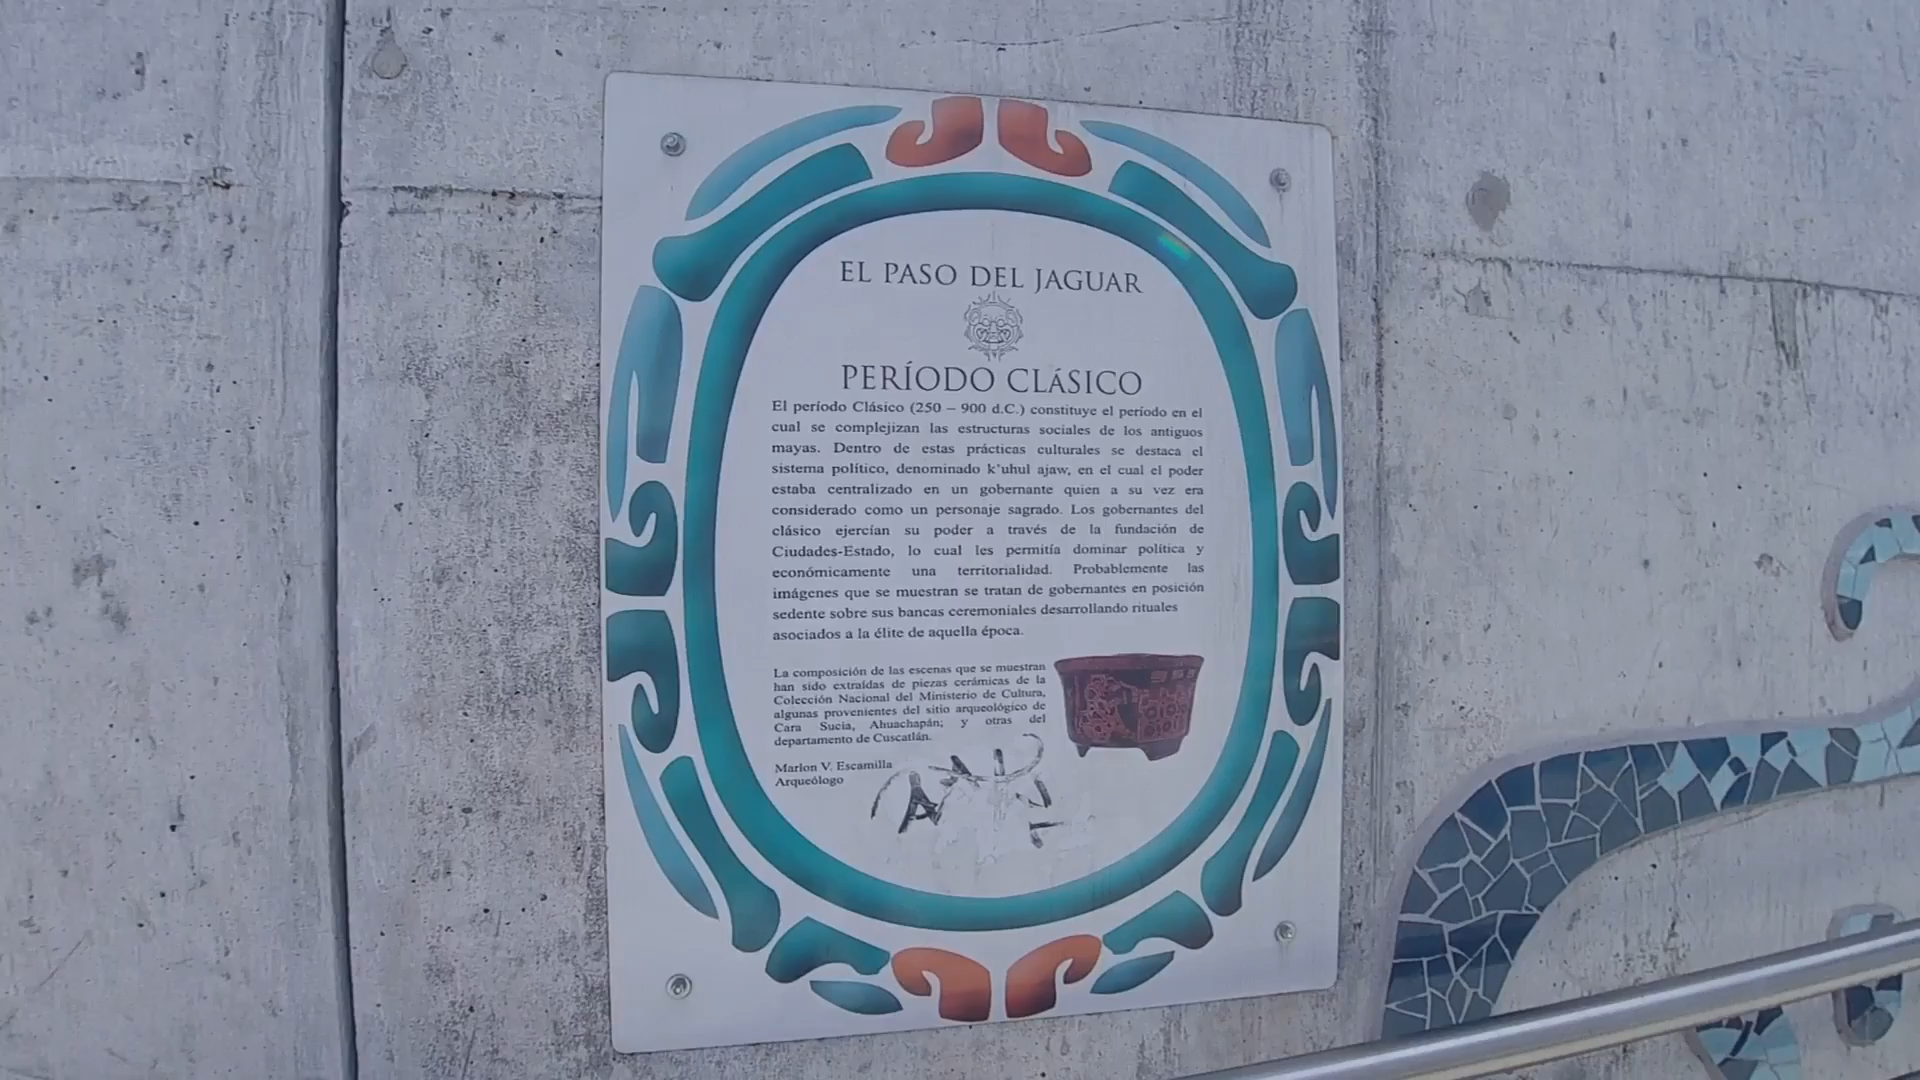 EL PASO DEL JAGUAR
PERÍODO CLÁSICO
El período Clásico (250 – 900 d.C.) constituye el período en el
cual se complejizan las estructuras sociales de los antiguos
mayas. Dentro de estas prácticas culturales se destaca el
sistema político, denominado k'uhul ajaw, en el cual el poder
estaba centralizado en un gobernante quien a su vez era
considerado como un personaje sagrado. Los gobernantes del
clásico ejercían su poder a través de la fundación de
Ciudades-Estado, lo cual les permitía dominar política y
económicamente una territorialidad. Probablemente las
imágenes que se muestran se tratan de gobernantes en posición
sedente sobre sus bancas ceremoniales desarrollando rituales
asociados a la élite de aquella época.
La composición de las escenas que se muestran
han sido extraídas de piezas cerámicas de la
Colección Nacional del Ministerio de Cultura,
algunas provenientes del sitio arqueológico de
Cara Sucia, Ahuachapán; y otras del
departamento de Cuscatlán.
Marlon V. Escamilla
Arqueólogo